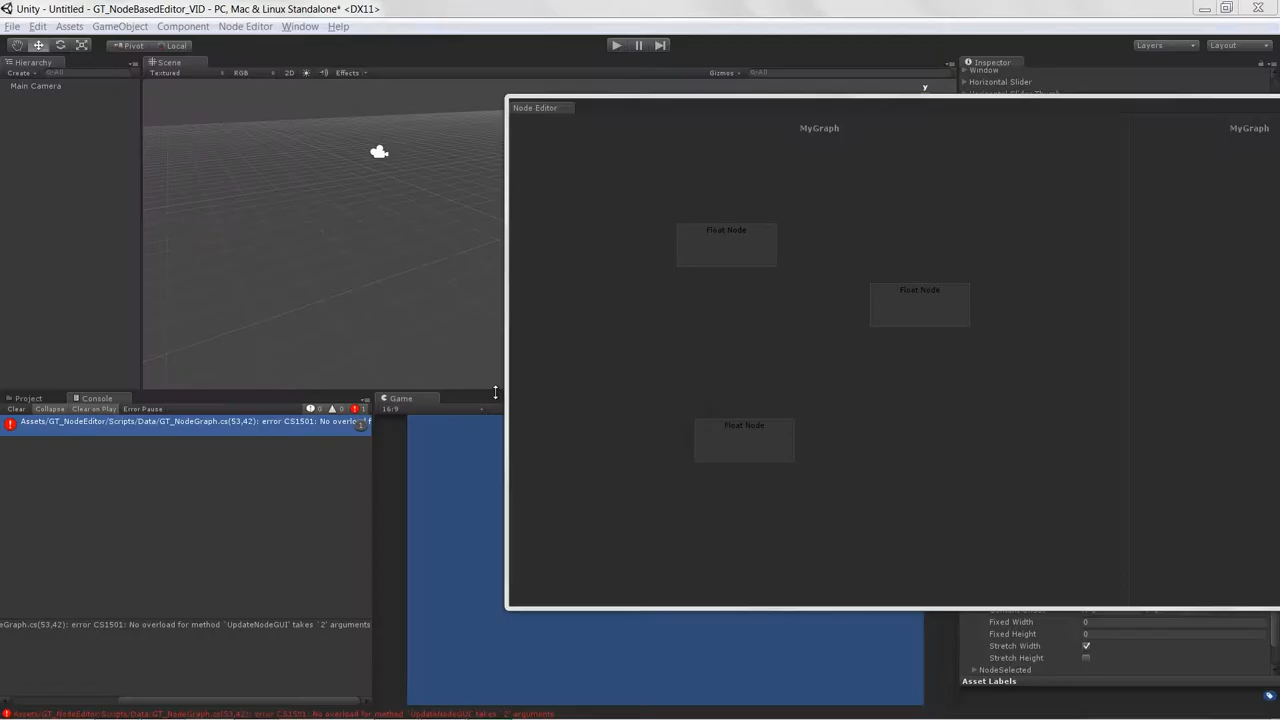 Unity - Untitled - GT_NodeBasedEditor_VID - PC, Mac & Linux Standalone* <DX11>
File Edit Assets GameObject Component Node Editor Window Help
Pivot Local
Layers Layout
Hierarchy
Scene
Inspector
Create All
Textured RGB 2D Effects
Gizmos All
Window
Main Camera
Horizontal Slider
y
Node Editor
MyGraph
MyGraph
Float Node
Float Node
Float Node
Project Console
Game
Clear Collapse Clear on Play Error Pause 0 0 1
16:9
Assets/GT_NodeEditor/Scripts/Data/GT_NodeGraph.cs(53,42): error CS1501: No overload f
1
eGraph.cs(53,42): error CS1501: No overload for method `UpdateNodeGUI' takes `2' arguments
Fixed Width 0
Fixed Height 0
Stretch Width
Stretch Height
NodeSelected
Asset Labels
Assets/GT_NodeEditor/Scripts/Data/GT_NodeGraph.cs(53,42): error CS1501: No overload for method `UpdateNodeGUI' takes `2' arguments